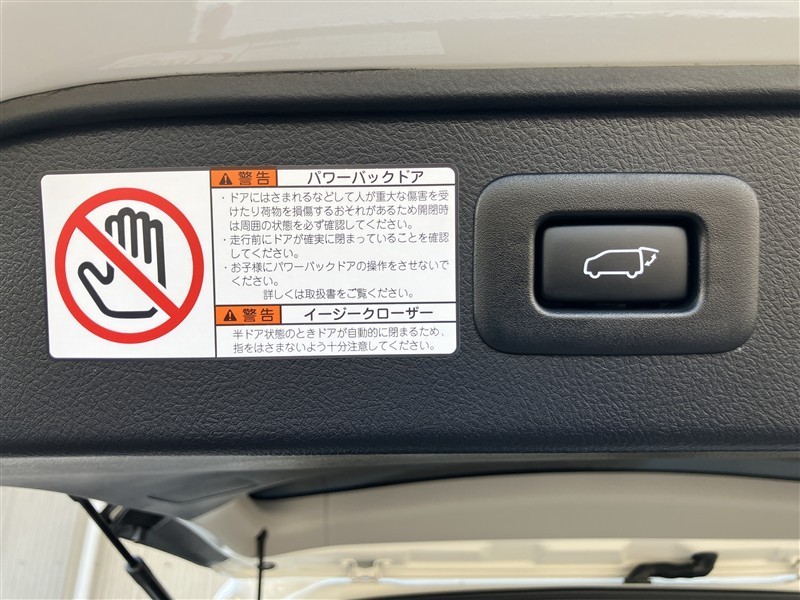 警告 パワーバックドア
・ドアにはさまれるなどして人が重大な傷害を受
けたり荷物を損傷するおそれがあるため開閉時
は周囲の状態を必ず確認してください。
・走行前にドアが確実に閉まっていることを確認
してください。
・お子様にパワーバックドアの操作をさせないで
ください。
詳しくは取扱書をご覧ください。
警告 イージークローザー
半ドア状態のときドアが自動的に閉まるため、
指をはさまないよう十分注意してください。